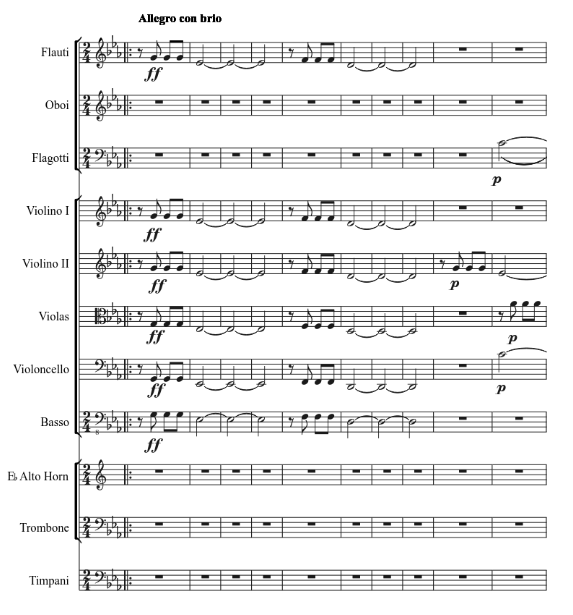 Allegro con brio
Flauti
ff
Oboi
Flagotti
p
Violino I
ff
Violino II
ff p
Violas
ff p
Violoncello
ff p
Basso
ff
E♭ Alto Horn
Trombone
Timpani